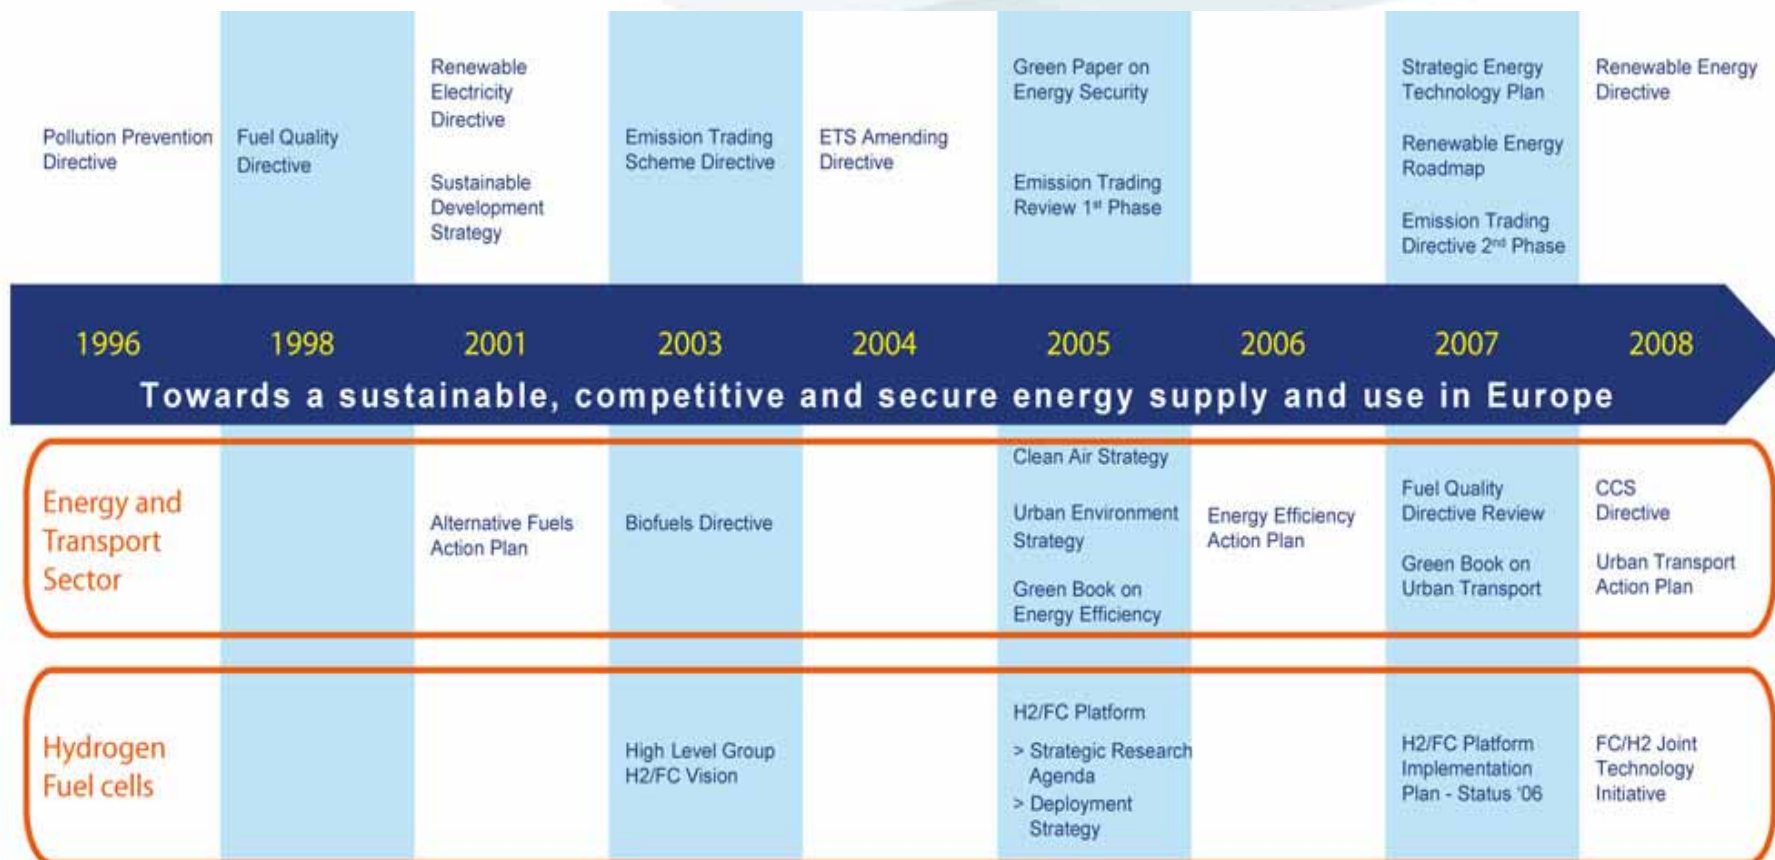 Pollution Prevention
Directive
Fuel Quality
Directive
Renewable
Electricity
Directive
Sustainable
Development
Strategy
Emission Trading
Scheme Directive
ETS Amending
Directive
Green Paper on
Energy Security
Emission Trading
Review 1st Phase
Strategic Energy
Technology Plan
Renewable Energy
Roadmap
Emission Trading
Directive 2nd Phase
Renewable Energy
Directive
1996 1998 2001 2003 2004 2005 2006 2007 2008
Towards a sustainable, competitive and secure energy supply and use in Europe
Energy and
Transport
Sector
Alternative Fuels
Action Plan
Biofuels Directive
Clean Air Strategy
Urban Environment
Strategy
Green Book on
Energy Efficiency
Energy Efficiency
Action Plan
Fuel Quality
Directive Review
Green Book on
Urban Transport
CCS
Directive
Urban Transport
Action Plan
Hydrogen
Fuel cells
High Level Group
H2/FC Vision
H2/FC Platform
> Strategic Research
Agenda
> Deployment
Strategy
H2/FC Platform
Implementation
Plan - Status '06
FC/H2 Joint
Technology
Initiative